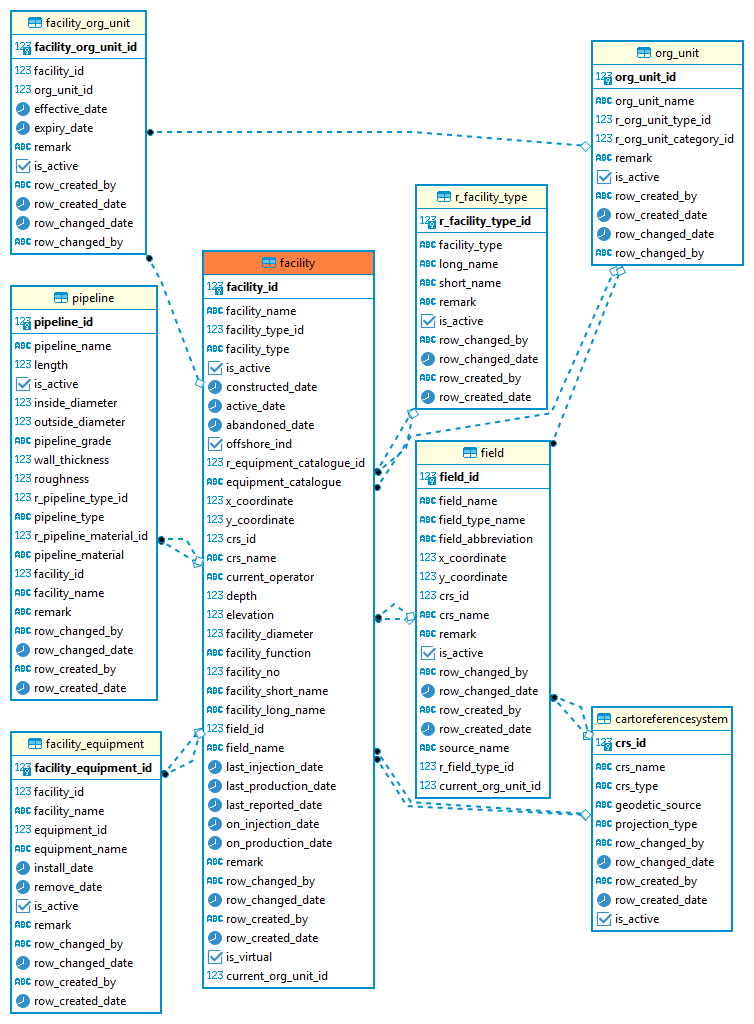 facility_org_unit
123 facility_org_unit_id
123 facility_id
123 org_unit_id
effective_date
expiry_date
ABC remark
is_active
ABC row_created_by
row_created_date
row_changed_date
ABC row_changed_by
pipeline
123 pipeline_id
ABC pipeline_name
123 length
is_active
123 inside_diameter
123 outside_diameter
ABC pipeline_grade
123 wall_thickness
123 roughness
123 r_pipeline_type_id
ABC pipeline_type
123 r_pipeline_material_id
ABC pipeline_material
123 facility_id
ABC facility_name
ABC remark
ABC row_changed_by
row_changed_date
ABC row_created_by
row_created_date
facility_equipment
123 facility_equipment_id
123 facility_id
ABC facility_name
123 equipment_id
ABC equipment_name
install_date
remove_date
is_active
ABC remark
ABC row_changed_by
row_changed_date
ABC row_created_by
row_created_date
facility
123 facility_id
ABC facility_name
123 facility_type_id
ABC facility_type
is_active
constructed_date
active_date
abandoned_date
offshore_ind
123 r_equipment_catalogue_id
ABC equipment_catalogue
123 x_coordinate
123 y_coordinate
123 crs_id
ABC crs_name
ABC current_operator
123 depth
123 elevation
123 facility_diameter
ABC facility_function
123 facility_no
ABC facility_short_name
ABC facility_long_name
123 field_id
ABC field_name
last_injection_date
last_production_date
last_reported_date
on_injection_date
on_production_date
ABC remark
ABC row_changed_by
row_changed_date
ABC row_created_by
row_created_date
is_virtual
123 current_org_unit_id
r_facility_type
123 r_facility_type_id
ABC facility_type
ABC long_name
ABC short_name
ABC remark
is_active
ABC row_changed_by
row_changed_date
ABC row_created_by
row_created_date
field
123 field_id
ABC field_name
ABC field_type_name
ABC field_abbreviation
123 x_coordinate
123 y_coordinate
123 crs_id
ABC crs_name
ABC remark
is_active
ABC row_changed_by
row_changed_date
ABC row_created_by
row_created_date
ABC source_name
123 r_field_type_id
123 current_org_unit_id
org_unit
123 org_unit_id
ABC org_unit_name
123 r_org_unit_type_id
123 r_org_unit_category_id
ABC remark
is_active
ABC row_created_by
row_created_date
row_changed_date
ABC row_changed_by
cartoreferencesystem
123 crs_id
ABC crs_name
ABC crs_type
ABC geodetic_source
ABC projection_type
ABC row_changed_by
row_changed_date
ABC row_created_by
row_created_date
is_active